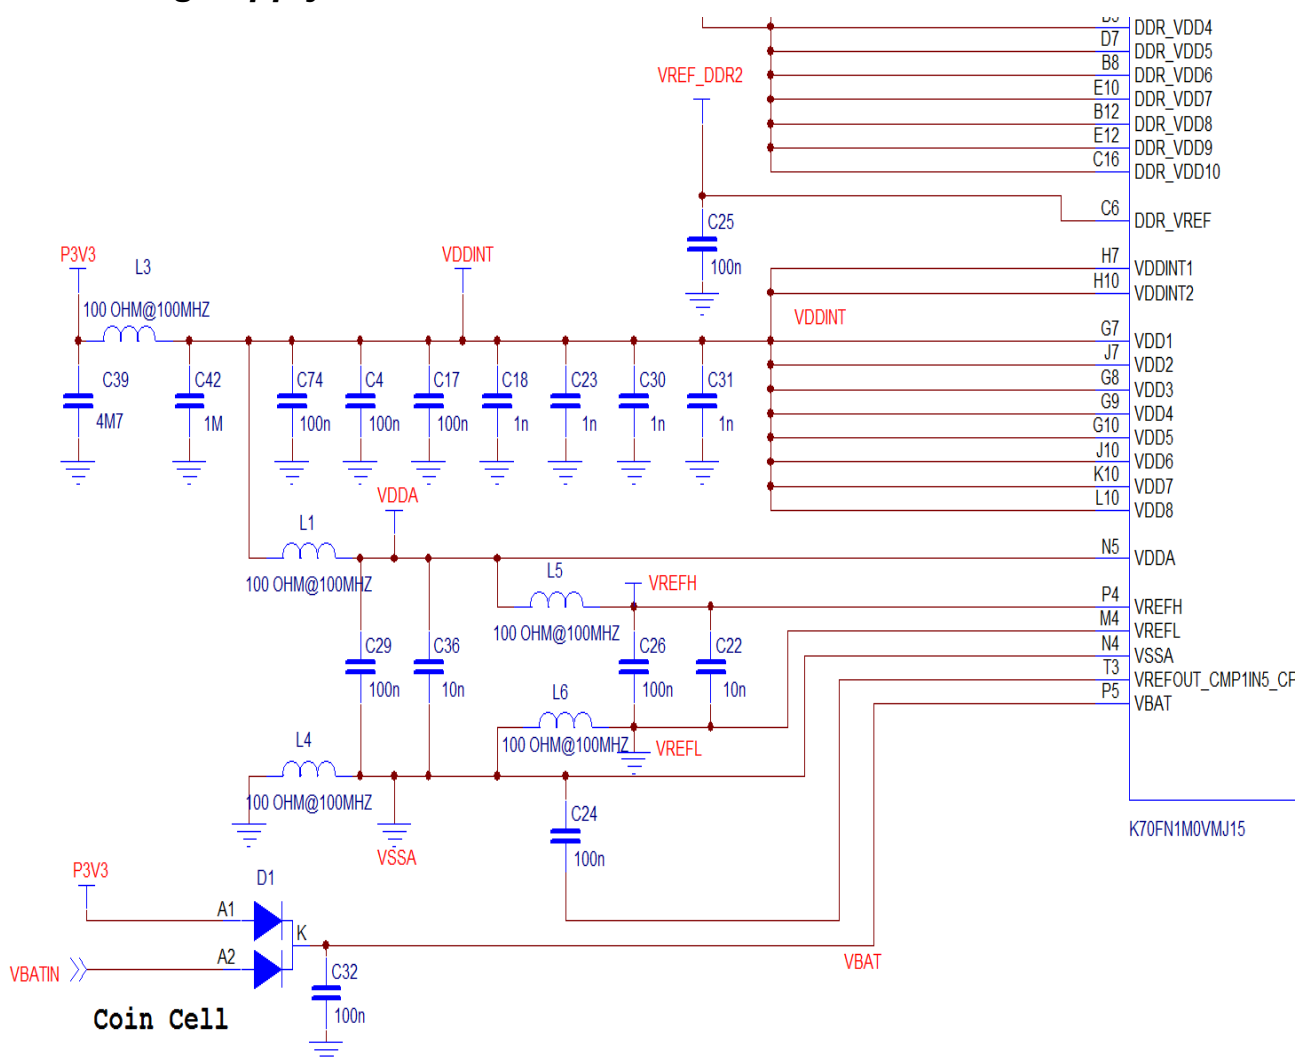 DDR_VDD4
D7 DDR_VDD5
B8 DDR_VDD6
E10 DDR_VDD7
B12 DDR_VDD8
E12 DDR_VDD9
C16 DDR_VDD10
VREF_DDR2
C6 DDR_VREF
C25
100n
H7 VDDINT1
H10 VDDINT2
P3V3
L3
100 OHM@100MHZ
VDDINT
VDDINT
G7 VDD1
J7 VDD2
G8 VDD3
G9 VDD4
G10 VDD5
J10 VDD6
K10 VDD7
L10 VDD8
C39 C42 C74 C4 C17 C18 C23 C30 C31
4M7 1M 100n 100n 100n 1n 1n 1n 1n
VDDA
L1
100 OHM@100MHZ
N5 VDDA
L5
100 OHM@100MHZ
VREFH
P4 VREFH
M4 VREFL
N4 VSSA
T3 VREFOUT_CMP1IN5_CP
P5 VBAT
C29 C36 C26 C22
100n 10n 100n 10n
L6
100 OHM@100MHZ
VREFL
L4
100 OHM@100MHZ
VSSA
C24
100n
K70FN1M0VMJ15
P3V3
D1
A1
K
A2
VBATIN
VBAT
C32
100n
Coin Cell